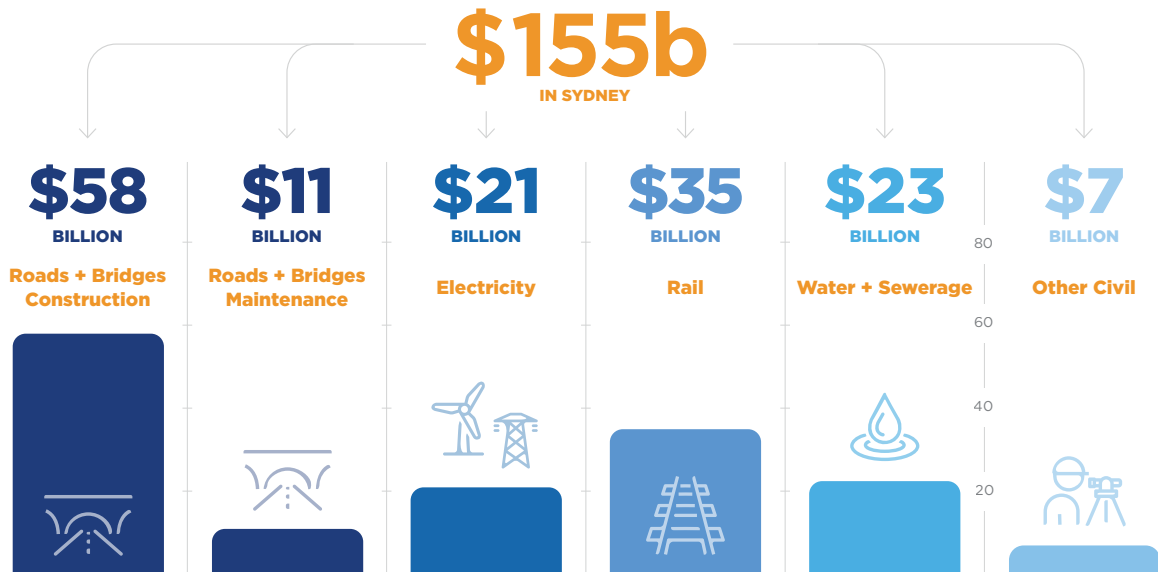 $155b
IN SYDNEY
$58
BILLION
Roads + Bridges
Construction
$11
BILLION
Roads + Bridges
Maintenance
$21
BILLION
Electricity
$35
BILLION
Rail
$23
BILLION
Water + Sewerage
$7
BILLION
Other Civil
80
60
40
20